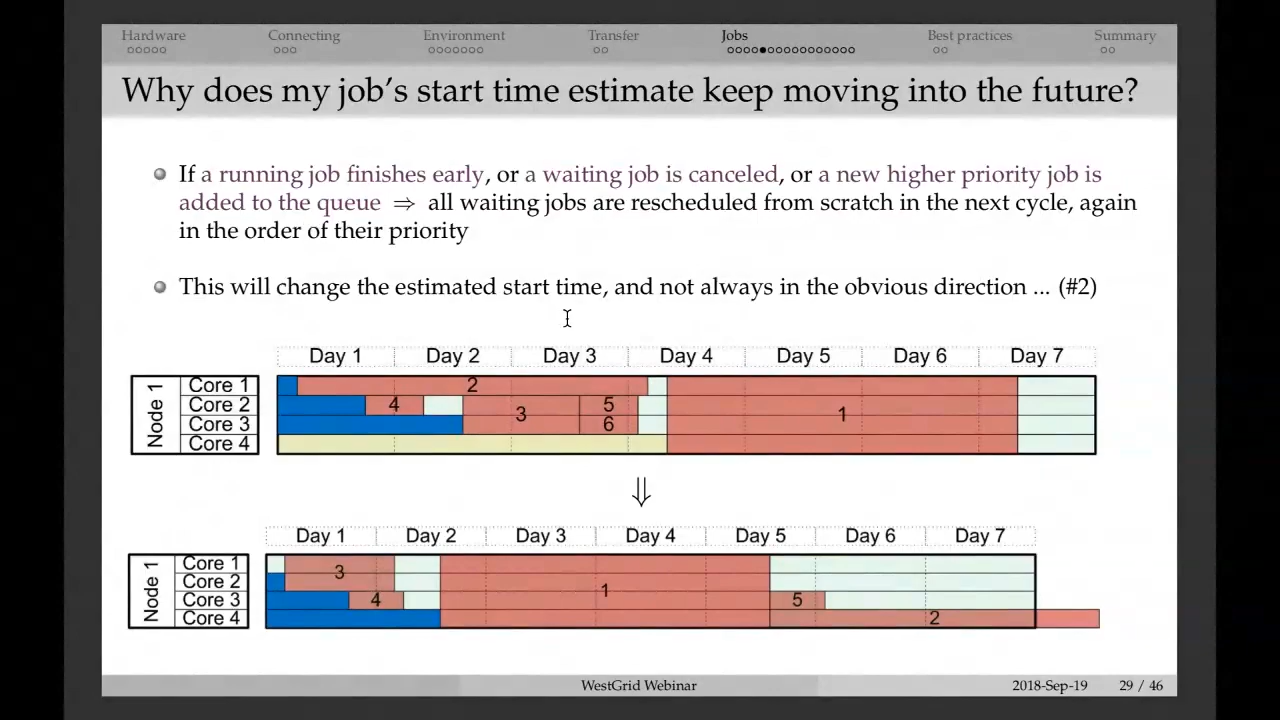 Hardware Connecting Environment Transfer Jobs Best practices Summary
Why does my job's start time estimate keep moving into the future?
If a running job finishes early, or a waiting job is canceled, or a new higher priority job is
added to the queue ⇒ all waiting jobs are rescheduled from scratch in the next cycle, again
in the order of their priority
This will change the estimated start time, and not always in the obvious direction ... (#2)
Day 1 Day 2 Day 3 Day 4 Day 5 Day 6 Day 7
Node 1
Core 1 2
Core 2 4 5
3 1
Core 3 6
Core 4
⇓
Day 1 Day 2 Day 3 Day 4 Day 5 Day 6 Day 7
Node 1
Core 1
3
Core 2
1
Core 3 4 5
Core 4 2
WestGrid Webinar 2018-Sep-19 29 / 46